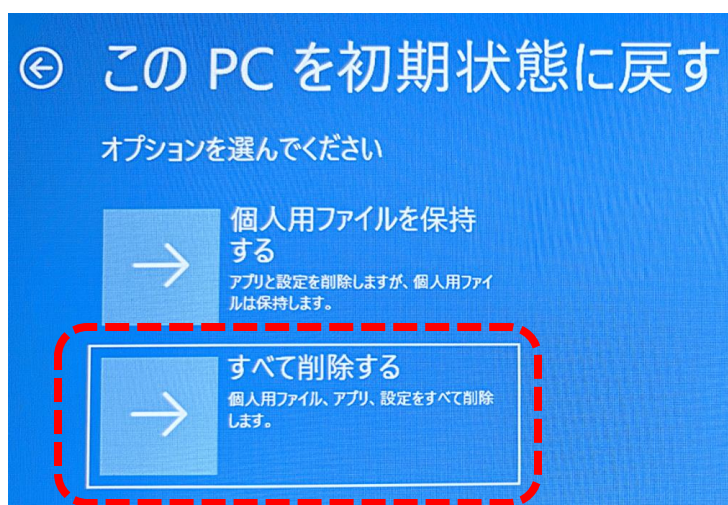 この PC を初期状態に戻す
オプションを選んでください
個人用ファイルを保持
する
アプリと設定を削除しますが、個人用ファイ
ルは保持します。
すべて削除する
個人用ファイル、アプリ、設定をすべて削除
します。